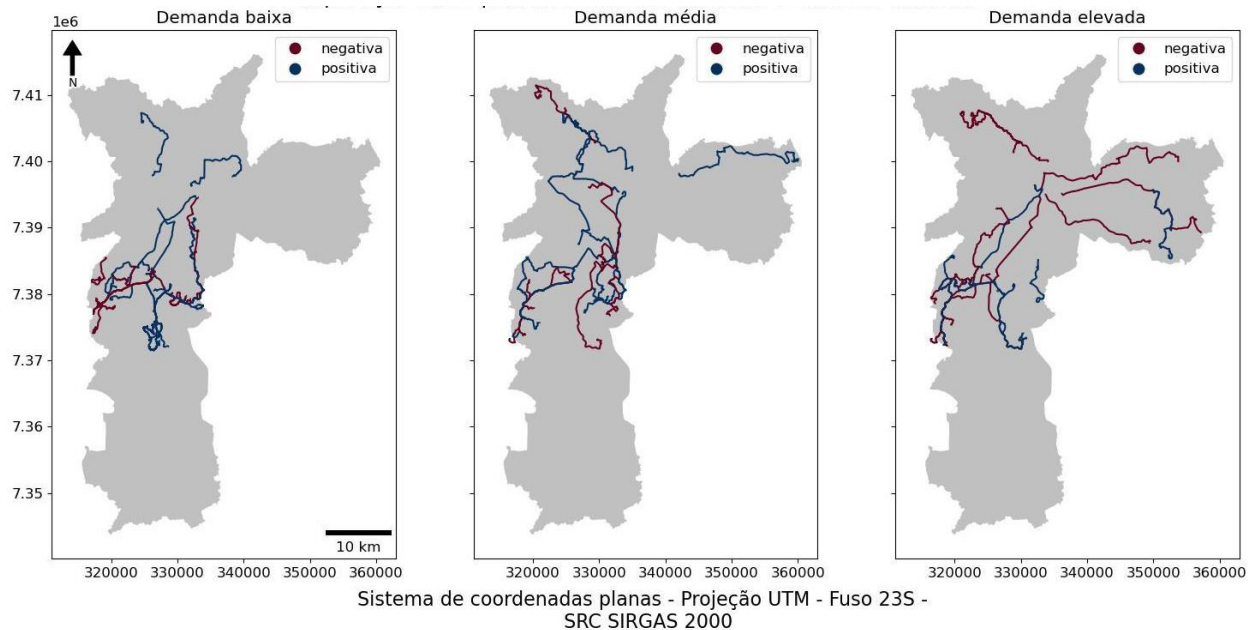 1e6
Demanda baixa
Demanda média
Demanda elevada
N
negativa
positiva
negativa
positiva
negativa
positiva
7.41
7.40
7.39
7.38
7.37
7.36
7.35
10 km
320000 330000 340000 350000 360000
320000 330000 340000 350000 360000
320000 330000 340000 350000 360000
Sistema de coordenadas planas - Projeção UTM - Fuso 23S -
SRC SIRGAS 2000